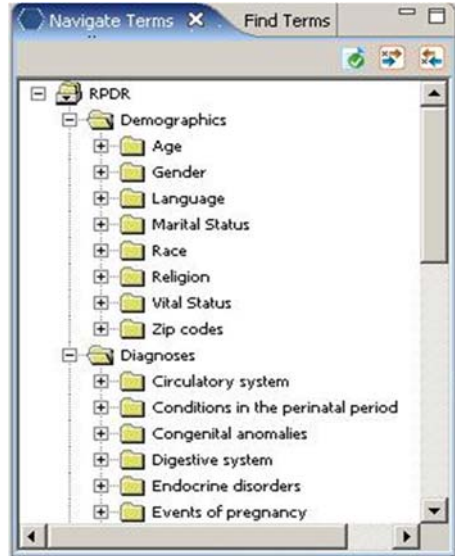 Navigate Terms Find Terms
RPDR
Demographics
Age
Gender
Language
Marital Status
Race
Religion
Vital Status
Zip codes
Diagnoses
Circulatory system
Conditions in the perinatal period
Congenital anomalies
Digestive system
Endocrine disorders
Events of pregnancy